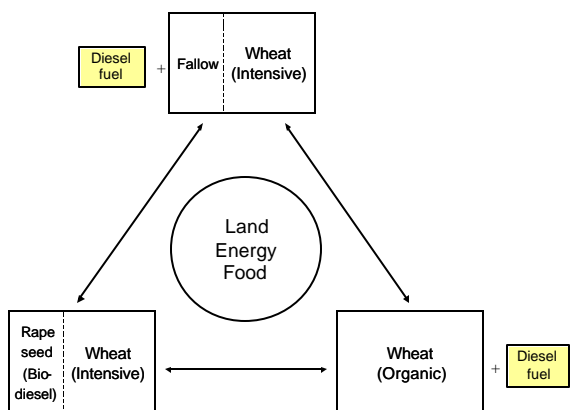 Diesel
fuel
+
Fallow
Wheat
(Intensive)
Land
Energy
Food
Rape
seed
(Bio-
diesel)
Wheat
(Intensive)
Wheat
(Organic)
+
Diesel
fuel